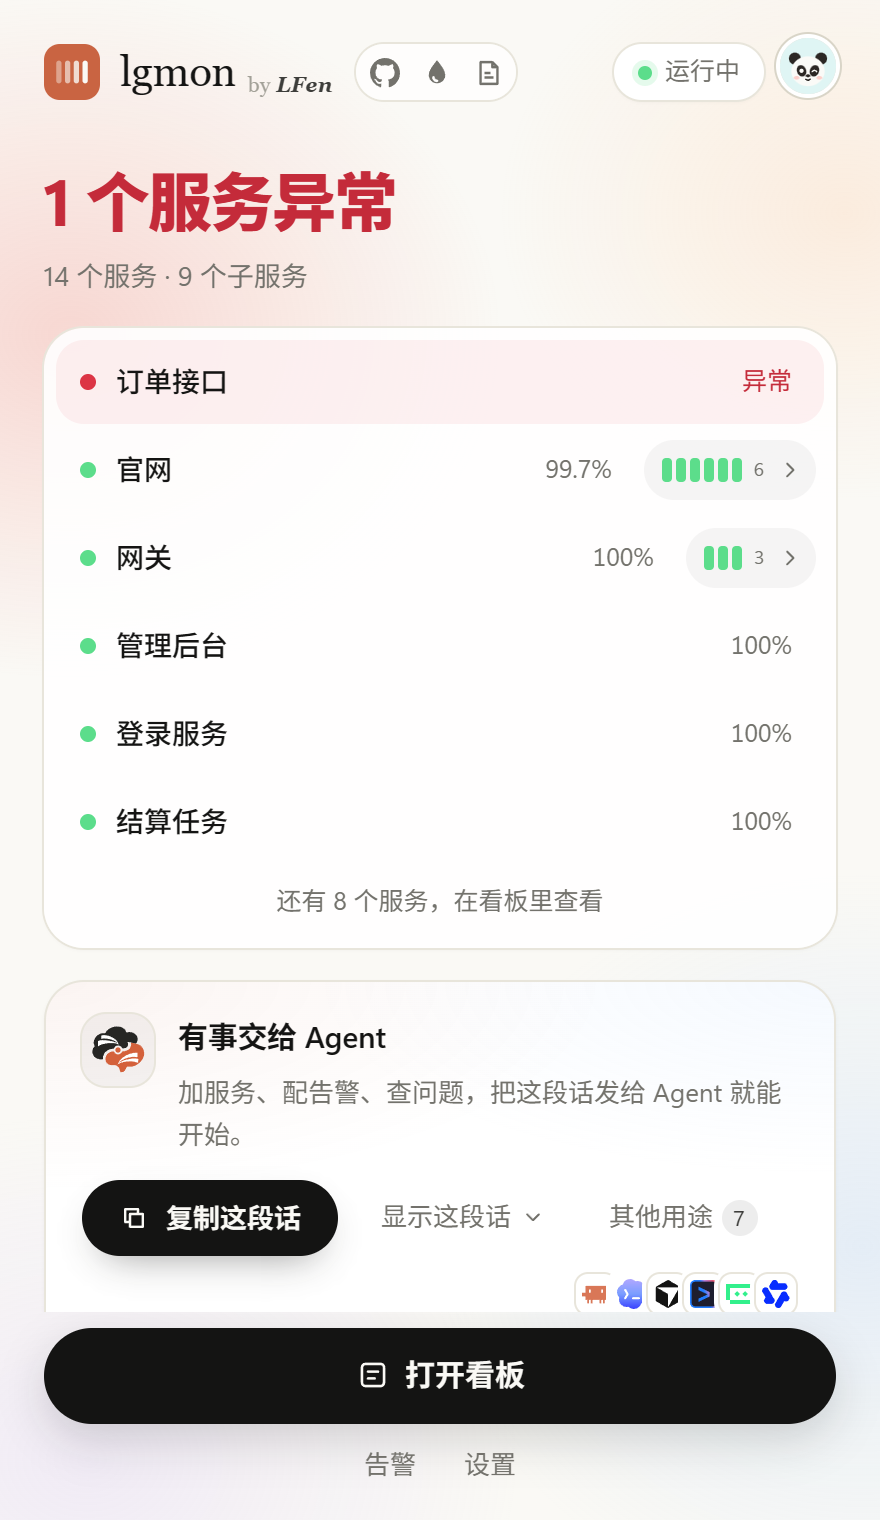 lgmon by LFen
运行中
1 个服务异常
14 个服务 · 9 个子服务
订单接口 异常
官网 99.7% 6
网关 100% 3
管理后台 100%
登录服务 100%
结算任务 100%
还有 8 个服务，在看板里查看
有事交给 Agent
加服务、配告警、查问题，把这段话发给 Agent 就能
开始。
复制这段话 显示这段话 其他用途 7
打开看板
告警 设置